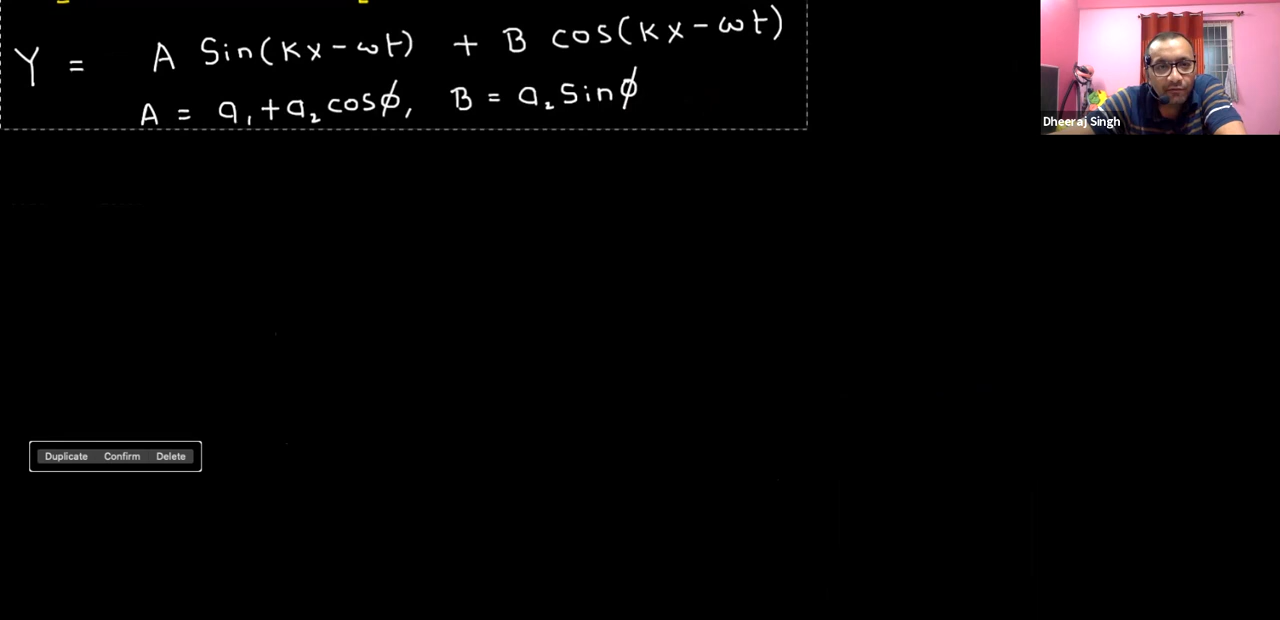 Y = A Sin(kx - ωt) + B cos(kx - ωt)
A = a₁ + a₂ cosϕ, B = a₂ Sinϕ
Dheeraj Singh
Duplicate Confirm Delete